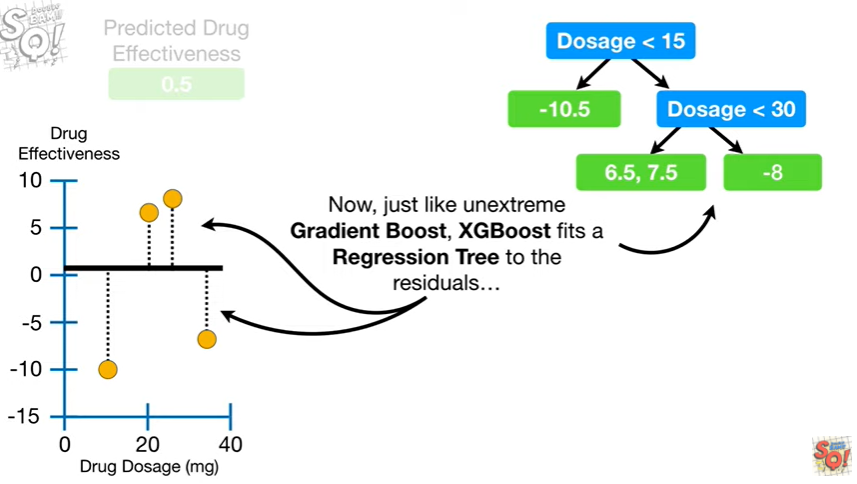 Predicted Drug
Effectiveness
0.5
Dosage < 15
-10.5
Dosage < 30
6.5, 7.5
-8
Drug
Effectiveness
10
5
0
-5
-10
-15
0
20
40
Drug Dosage (mg)
Now, just like unextreme
Gradient Boost, XGBoost fits a
Regression Tree to the
residuals…
SQ!
SQ!